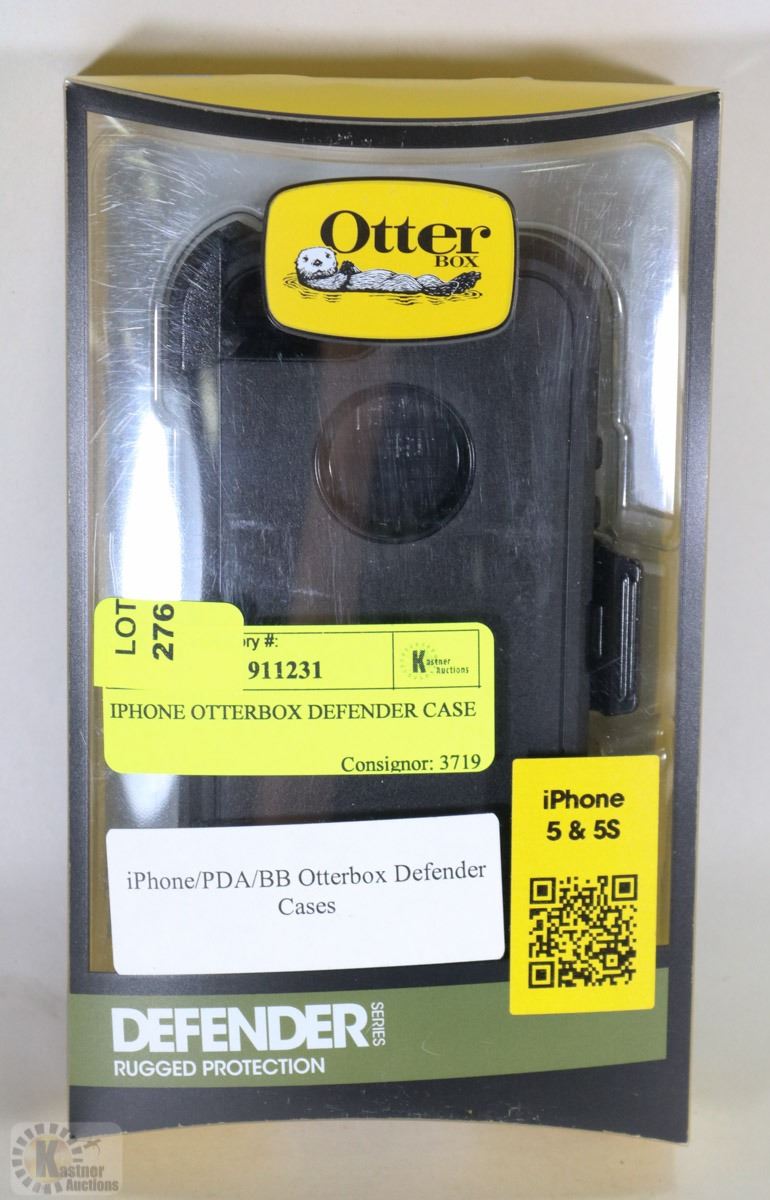 Otter
BOX
LOT
276
ory #:
911231
Kastner
Auctions
IPHONE OTTERBOX DEFENDER CASE
Consignor: 3719
iPhone
5 & 5S
iPhone/PDA/BB Otterbox Defender
Cases
DEFENDER SERIES
RUGGED PROTECTION
Kastner
Auctions